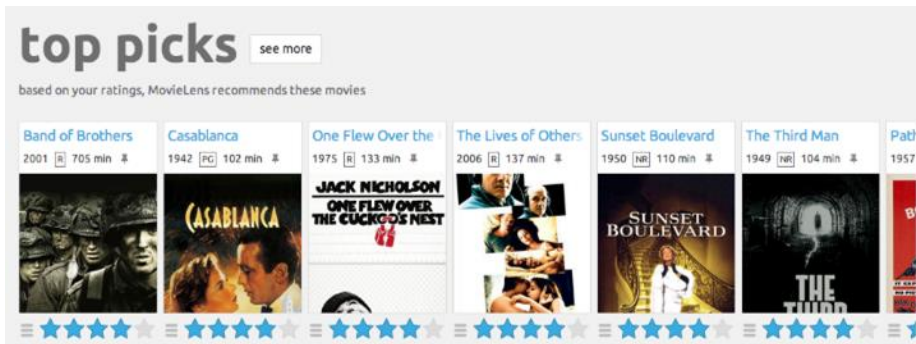 top picks see more
based on your ratings, MovieLens recommends these movies
Band of Brothers
2001 R 705 min
Casablanca
1942 PG 102 min
CASABLANCA
One Flew Over the
1975 R 133 min
JACK NICHOLSON
ONE FLEW OVER
THE CUCKOO'S NEST
The Lives of Others
2006 R 137 min
Sunset Boulevard
1950 NR 110 min
SUNSET
BOULEVARD
The Third Man
1949 NR 104 min
THE
THIRD
Path
1957